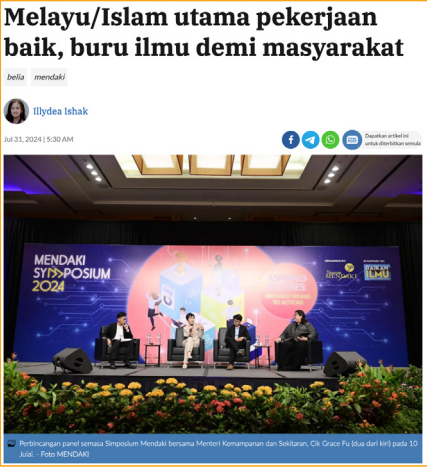 Melayu/Islam utama pekerjaan
baik, buru ilmu demi masyarakat
belia mendaki
Illydea Ishak
Jul 31, 2024 | 5:30 AM
Dapatkan artikel ini
untuk diterbitkan semula
MENDAKI
SYMPOSIUM
2024
MENDAKI
ILMU
Perbincangan panel semasa Simposium Mendaki bersama Menteri Kemampanan dan Sekitaran, Cik Grace Fu (dua dari kiri) pada 10
Julai. - Foto MENDAKI